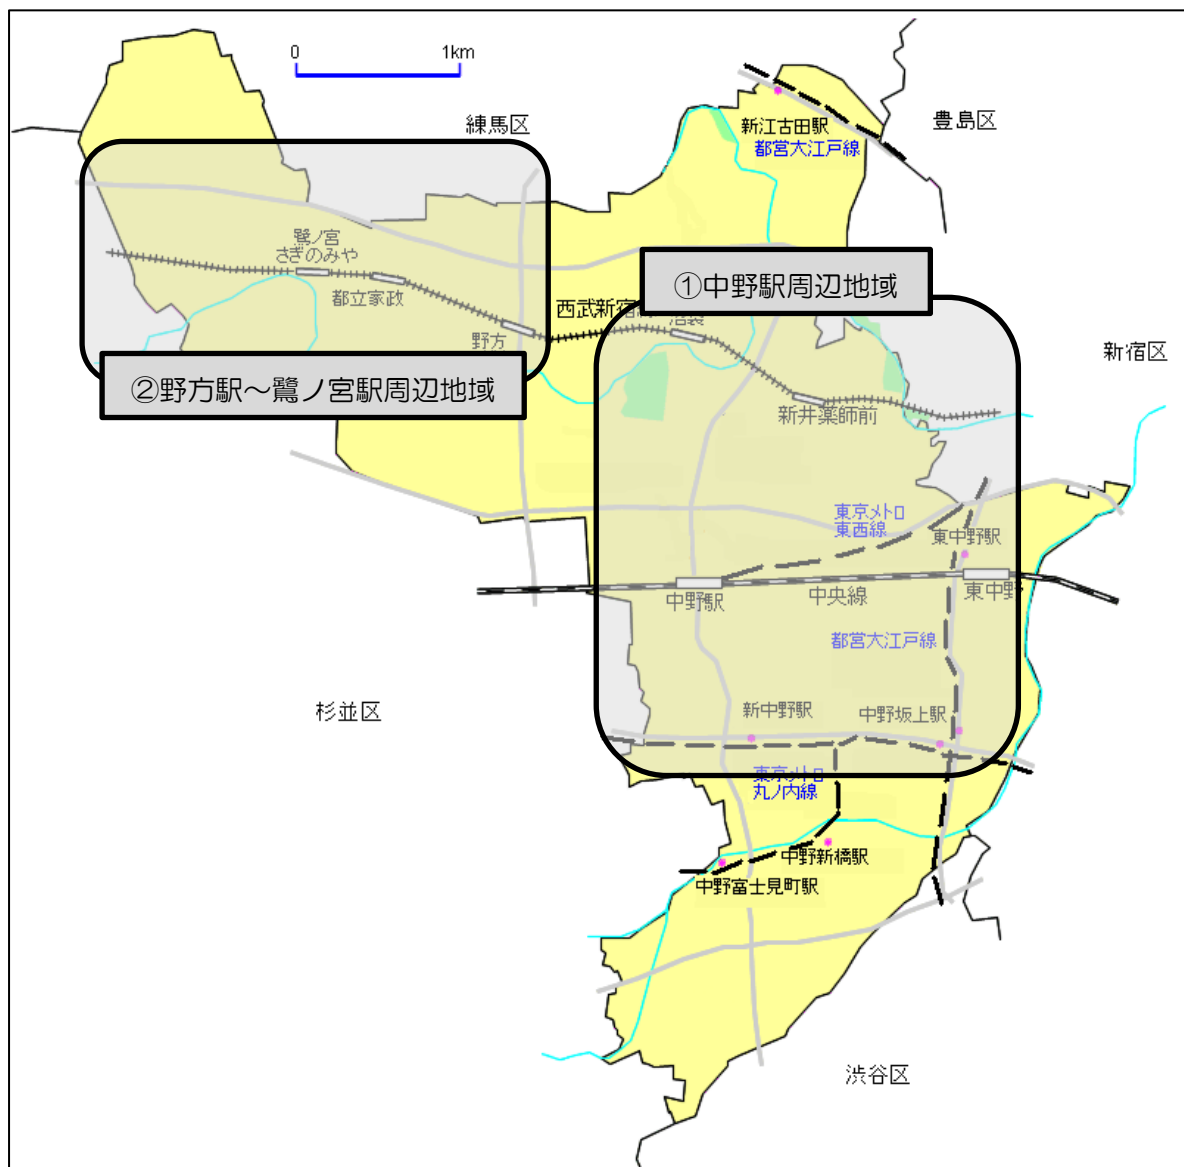 0 1km
練馬区
豊島区
新江古田駅
都営大江戸線
鷺ノ宮
さぎのみや
都立家政
野方
西武新宿
沼袋
①中野駅周辺地域
新宿区
②野方駅～鷺ノ宮駅周辺地域
新井薬師前
東京メトロ
東西線
東中野駅
中野駅
中央線
東中野
都営大江戸線
杉並区
新中野駅
中野坂上駅
東京メトロ
丸ノ内線
中野新橋駅
中野富士見町駅
渋谷区